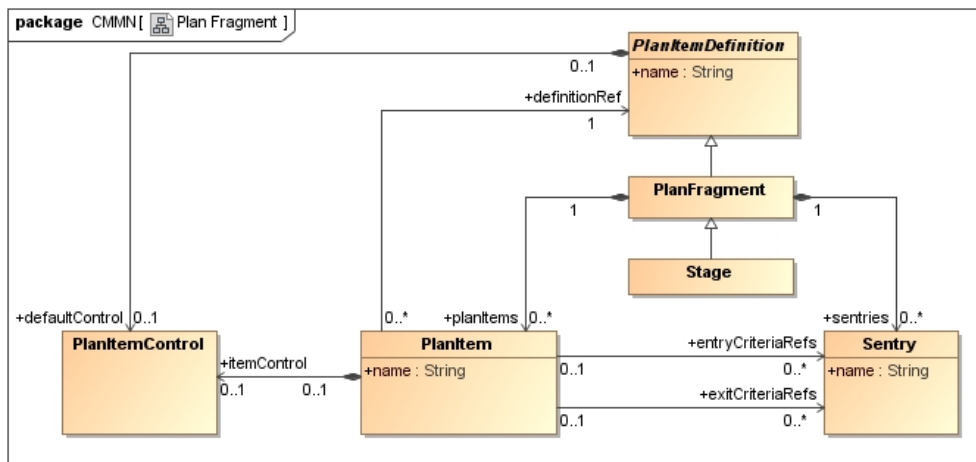 package CMMN [ Plan Fragment ]
PlanItemDefinition
+name : String
0..1
+definitionRef
1
PlanFragment
1
1
Stage
+defaultControl 0..1
0..*
+planItems 0..*
+sentries 0..*
PlanItemControl
PlanItem
+name : String
Sentry
+name : String
+itemControl
0..1
0..1
+entryCriteriaRefs
0..1
0..*
+exitCriteriaRefs
0..1
0..*